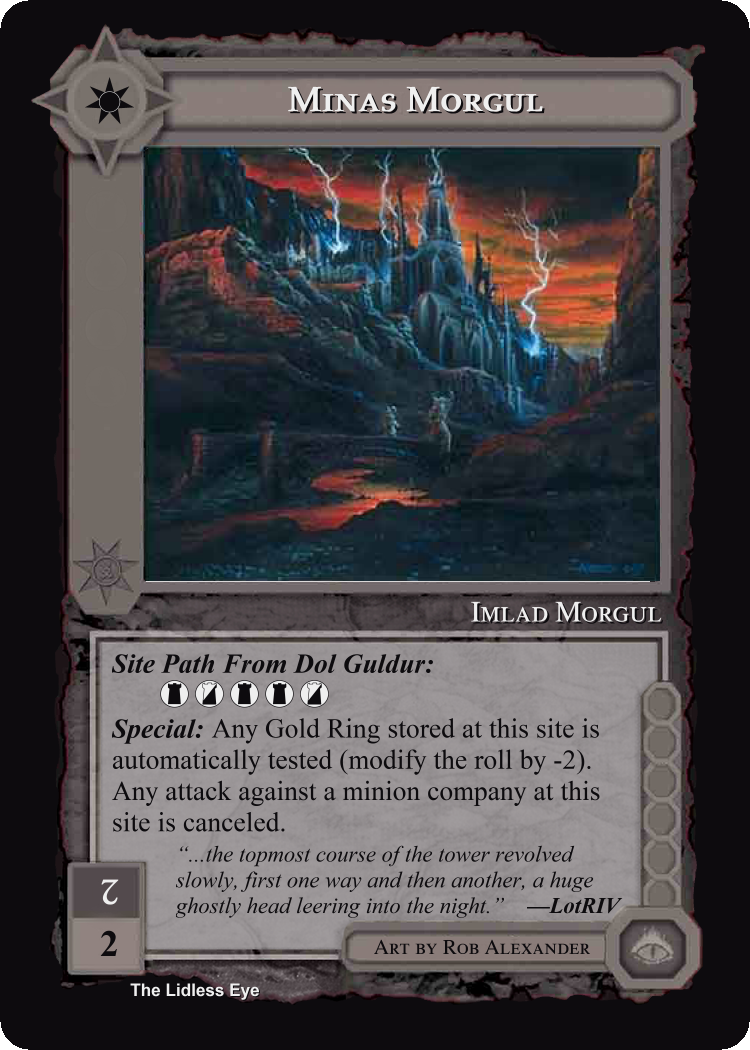 Minas Morgul
Imlad Morgul
Site Path From Dol Guldur:
Special: Any Gold Ring stored at this site is
automatically tested (modify the roll by -2).
Any attack against a minion company at this
site is canceled.
“...the topmost course of the tower revolved
slowly, first one way and then another, a huge
ghostly head leering into the night.” —LotRIV
2
2
Art by Rob Alexander
The Lidless Eye